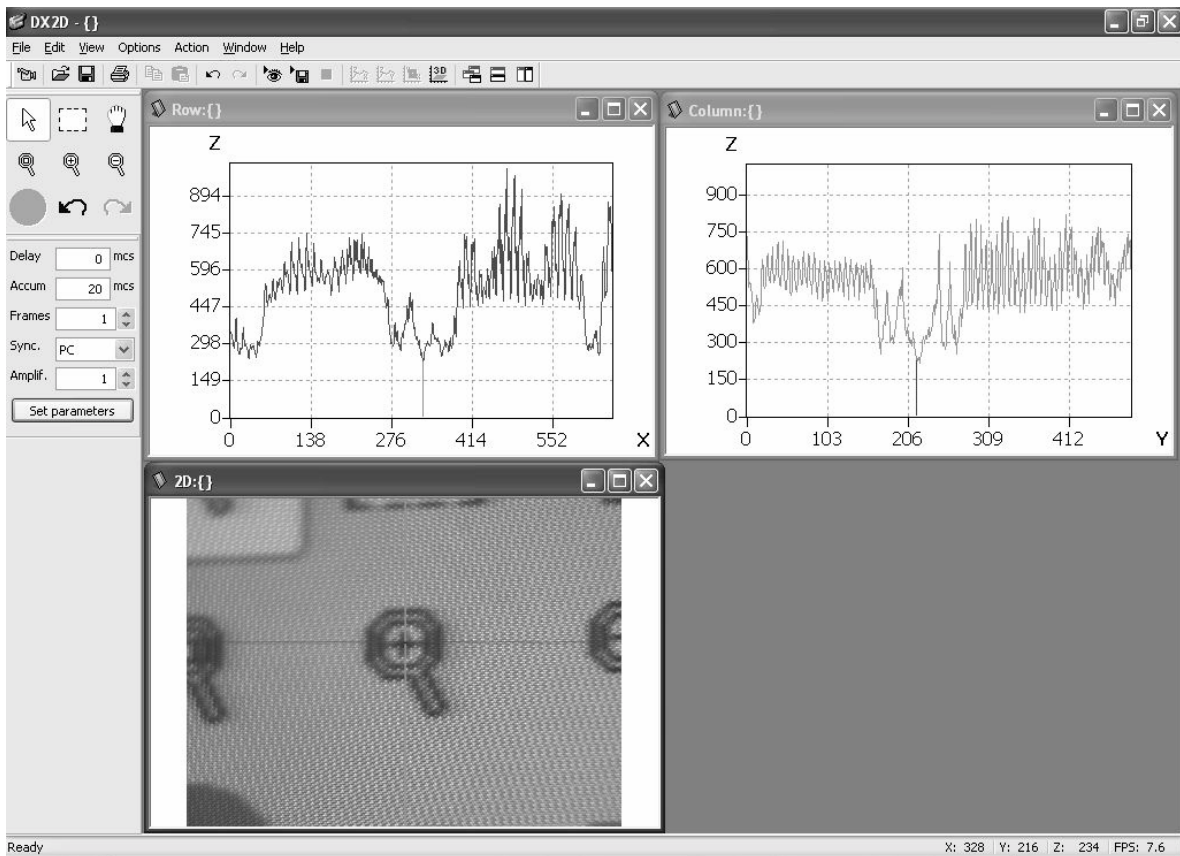 DX2D - {}
File Edit View Options Action Window Help
3D
Delay 0 mcs
Accum 20 mcs
Frames 1
Sync. PC
Amplif. 1
Set parameters
Row:{}
Z
894
745
596
447
298
149
0
0 138 276 414 552 X
Column:{}
Z
900
750
600
450
300
150
0
0 103 206 309 412 Y
2D:{}
Ready X: 328 Y: 216 Z: 234 FPS: 7.6